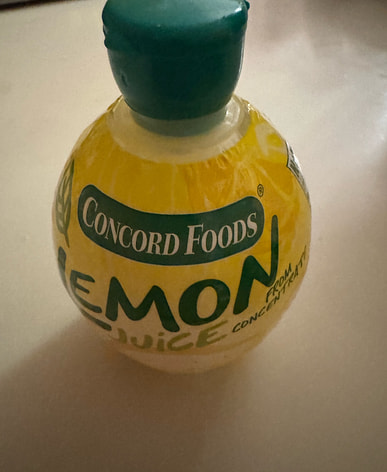 CONCORD FOODS®
LEMON
JUICE
FROM
CONCENTRATE